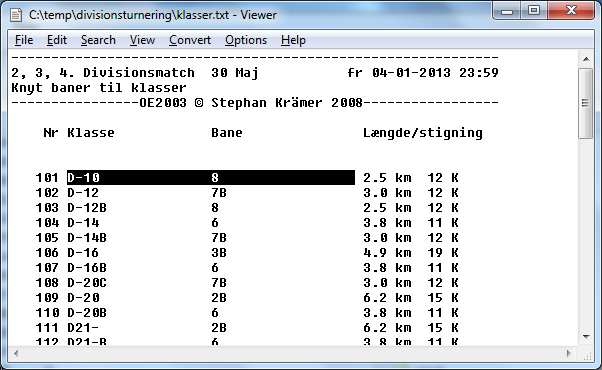 C:\temp\divisionsturnering\klasser.txt - Viewer
File Edit Search View Convert Options Help
-------------------------------------------------------------
2, 3, 4. Divisionsmatch  30 Maj           fr 04-01-2013 23:59
Knyt baner til klasser
----------------OE2003 © Stephan Krämer 2008-----------------
Nr Klasse Bane Længde/stigning
101 D-10 8 2.5 km 12 K
102 D-12 7B 3.0 km 12 K
103 D-12B 8 2.5 km 12 K
104 D-14 6 3.8 km 11 K
105 D-14B 7B 3.0 km 12 K
106 D-16 3B 4.9 km 19 K
107 D-16B 6 3.8 km 11 K
108 D-20C 7B 3.0 km 12 K
109 D-20 2B 6.2 km 15 K
110 D-20B 6 3.8 km 11 K
111 D21- 2B 6.2 km 15 K
112 D21-B 6 3.8 km 11 K